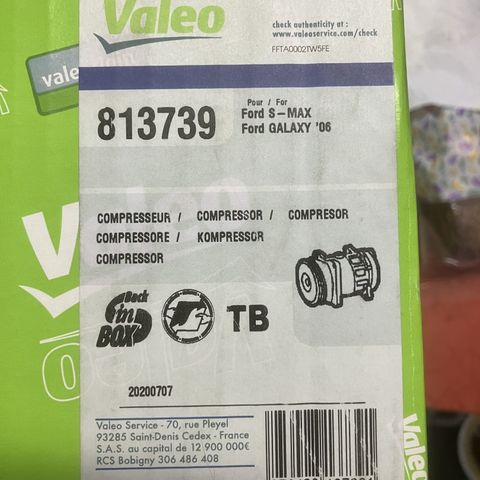 Valeo
check authenticity at :
www.valeoservice.com/check
FFTA00021W5FE
vale
813739
Pour / For
Ford S-MAX
Ford GALAXY '06
COMPRESSEUR / COMPRESSOR / COMPRESOR
COMPRESSORE / KOMPRESSOR
COMPRESSOR
Back
in
BOX
TB
20200707
Valeo Service - 70, rue Pleyel
93285 Saint-Denis Cedex - France
S.A.S. au capital de 12 900 000€
RCS Bobigny 306 486 408
Valeo